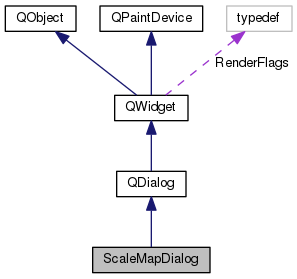 QObject
QPaintDevice
typedef
RenderFlags
QWidget
QDialog
ScaleMapDialog